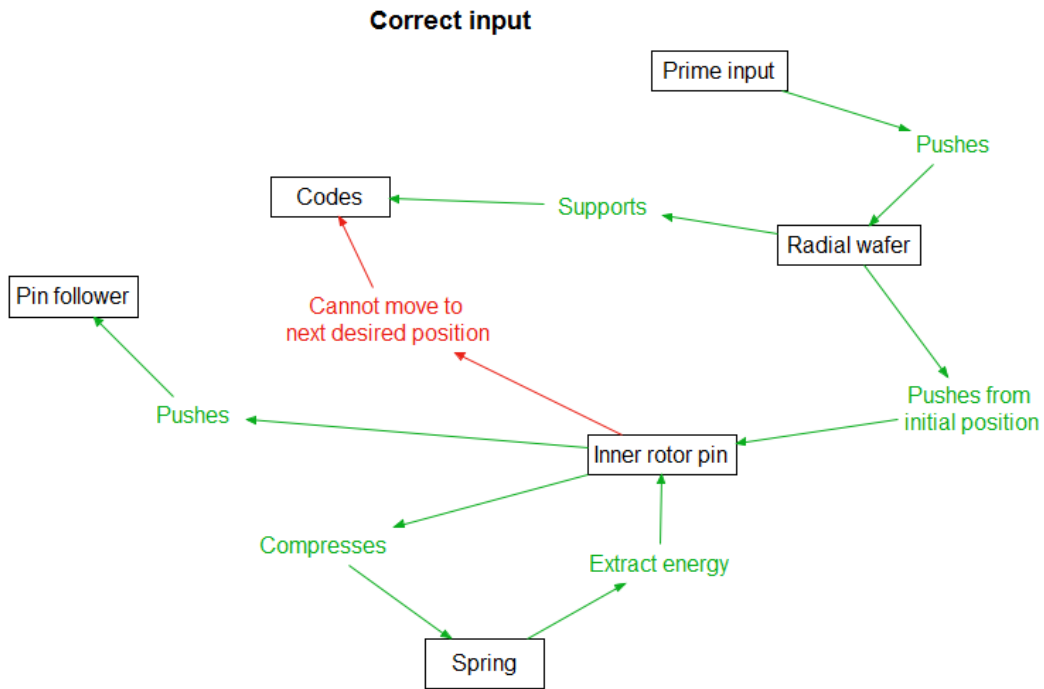 Correct input
Prime input
Pushes
Codes
Supports
Radial wafer
Pin follower
Cannot move to
next desired position
Pushes
Pushes from
initial position
Inner rotor pin
Compresses
Extract energy
Spring